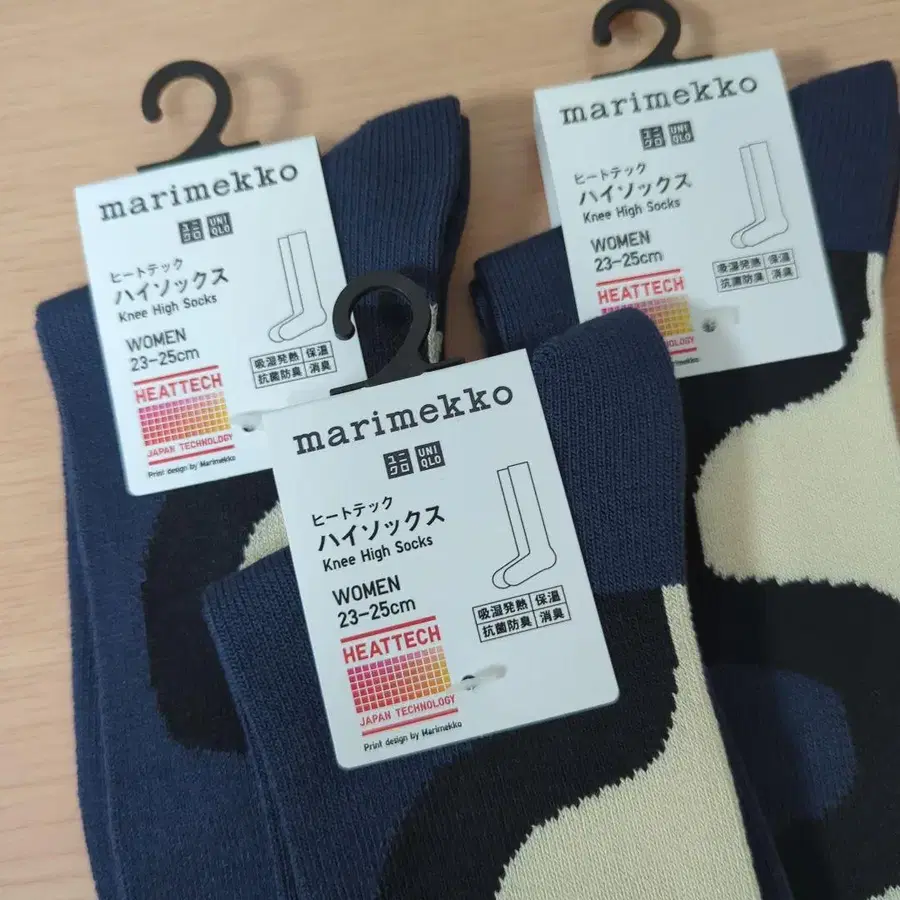 marimekko
ユニクロ UNIQLO
ヒートテック
ハイソックス
Knee High Socks
WOMEN
23-25cm
吸湿発熱 保温
抗菌防臭 消臭
HEATTECH
JAPAN TECHNOLOGY
Print design by Marimekko
marimekko
ユニクロ UNIQLO
ヒートテック
ハイソックス
Knee High Socks
WOMEN
23-25cm
吸湿発熱 保温
抗菌防臭 消臭
HEATTECH
marimekko
ユニクロ UNIQLO
ヒートテック
ハイソックス
Knee High Socks
WOMEN
23-25cm
吸湿発熱 保温
抗菌防臭 消臭
HEATTECH
JAPAN TECHNOLOGY
Print design by Marimekko